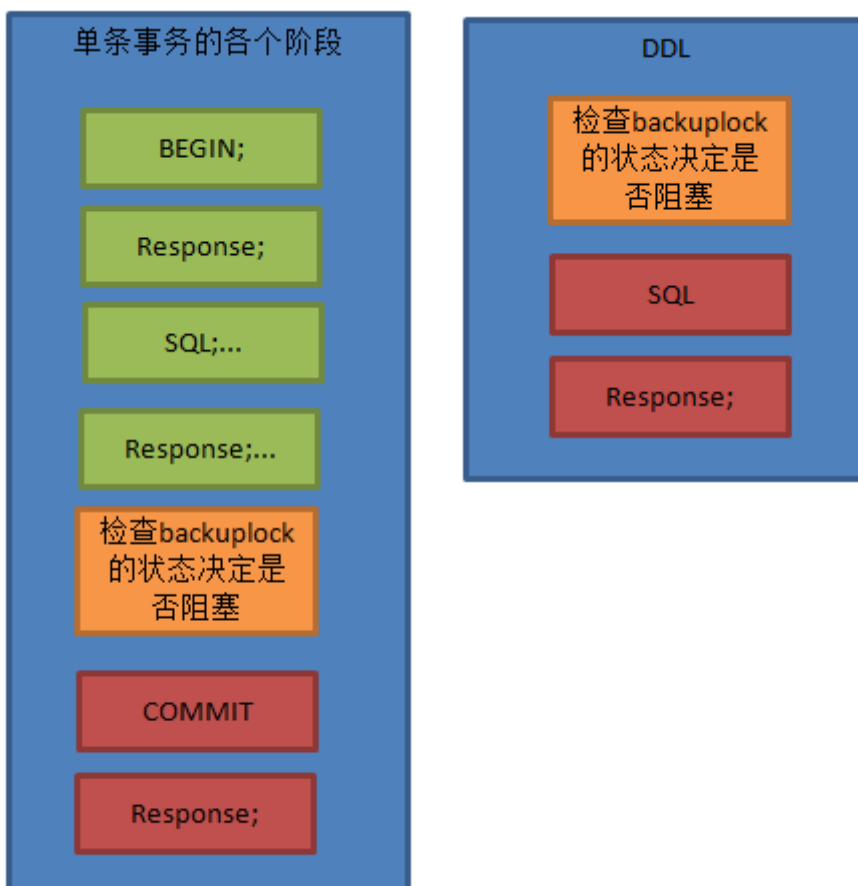 单条事务的各个阶段
BEGIN;
Response;
SQL;...
Response;...
检查backuplock
的状态决定是
否阻塞
COMMIT
Response;
DDL
检查backuplock
的状态决定是
否阻塞
SQL
Response;